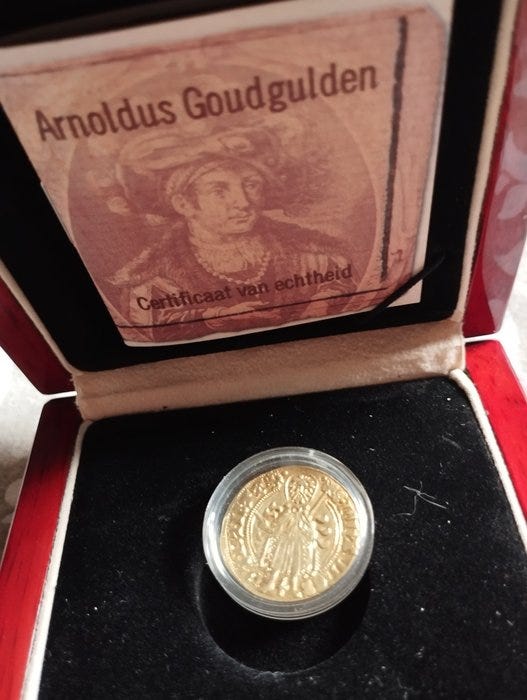 Arnoldus Goudgulden
Certificaat van echtheid